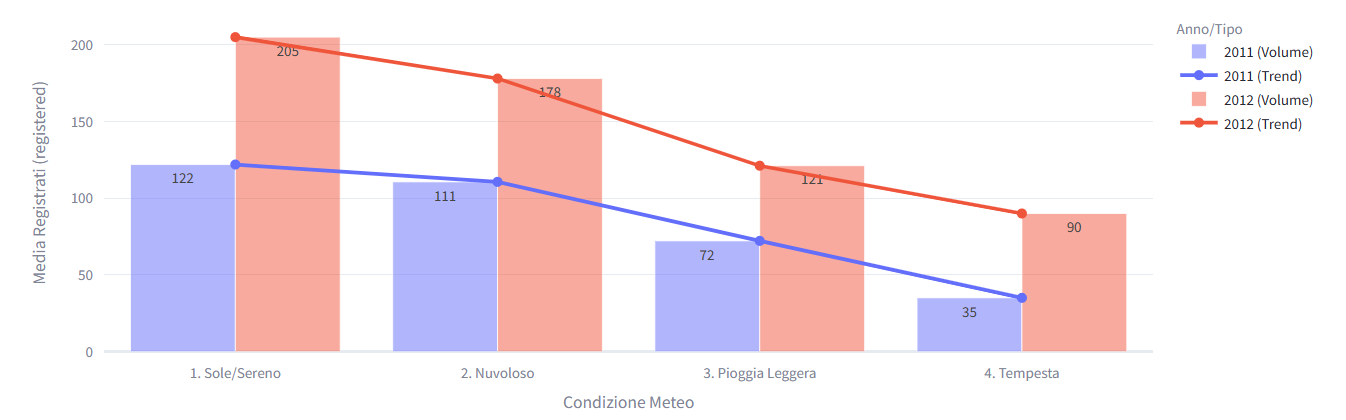 Anno/Tipo
2011 (Volume)
2011 (Trend)
2012 (Volume)
2012 (Trend)
Media Registrati (registered)
200
150
100
50
0
205
178
122
111
121
72
90
35
1. Sole/Sereno
2. Nuvoloso
3. Pioggia Leggera
4. Tempesta
Condizione Meteo